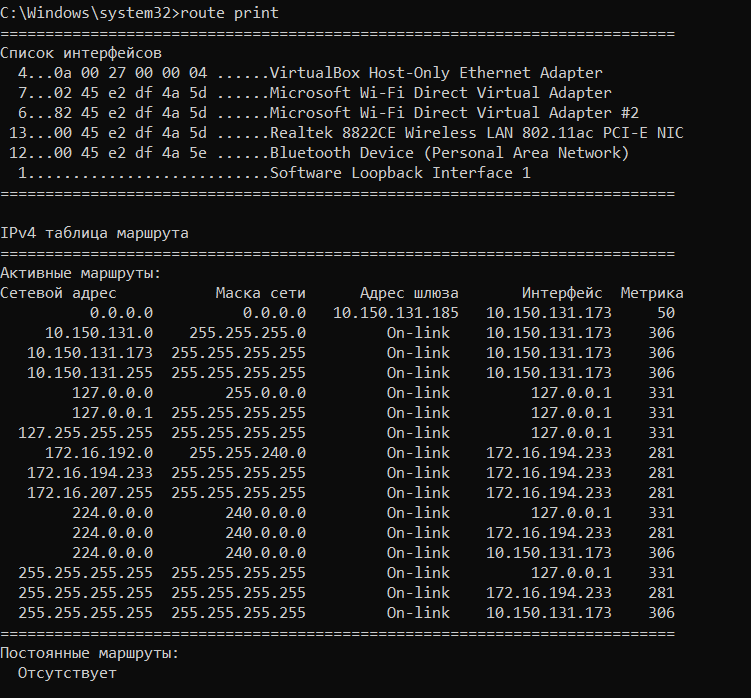 C:\Windows\system32>route print
===========================================================================
Список интерфейсов
  4...0a 00 27 00 00 04 ......VirtualBox Host-Only Ethernet Adapter
  7...02 45 e2 df 4a 5d ......Microsoft Wi-Fi Direct Virtual Adapter
  6...82 45 e2 df 4a 5d ......Microsoft Wi-Fi Direct Virtual Adapter #2
 13...00 45 e2 df 4a 5d ......Realtek 8822CE Wireless LAN 802.11ac PCI-E NIC
 12...00 45 e2 df 4a 5e ......Bluetooth Device (Personal Area Network)
  1...........................Software Loopback Interface 1
===========================================================================
IPv4 таблица маршрута
===========================================================================
Активные маршруты:
Сетевой адрес           Маска сети      Адрес шлюза       Интерфейс  Метрика
          0.0.0.0          0.0.0.0   10.150.131.185   10.150.131.173     50
     10.150.131.0    255.255.255.0         On-link    10.150.131.173    306
   10.150.131.173  255.255.255.255         On-link    10.150.131.173    306
   10.150.131.255  255.255.255.255         On-link    10.150.131.173    306
        127.0.0.0        255.0.0.0         On-link         127.0.0.1    331
        127.0.0.1  255.255.255.255         On-link         127.0.0.1    331
  127.255.255.255  255.255.255.255         On-link         127.0.0.1    331
     172.16.192.0    255.255.240.0         On-link    172.16.194.233    281
   172.16.194.233  255.255.255.255         On-link    172.16.194.233    281
   172.16.207.255  255.255.255.255         On-link    172.16.194.233    281
        224.0.0.0        240.0.0.0         On-link         127.0.0.1    331
        224.0.0.0        240.0.0.0         On-link    172.16.194.233    281
        224.0.0.0        240.0.0.0         On-link    10.150.131.173    306
  255.255.255.255  255.255.255.255         On-link         127.0.0.1    331
  255.255.255.255  255.255.255.255         On-link    172.16.194.233    281
  255.255.255.255  255.255.255.255         On-link    10.150.131.173    306
===========================================================================
Постоянные маршруты:
  Отсутствует